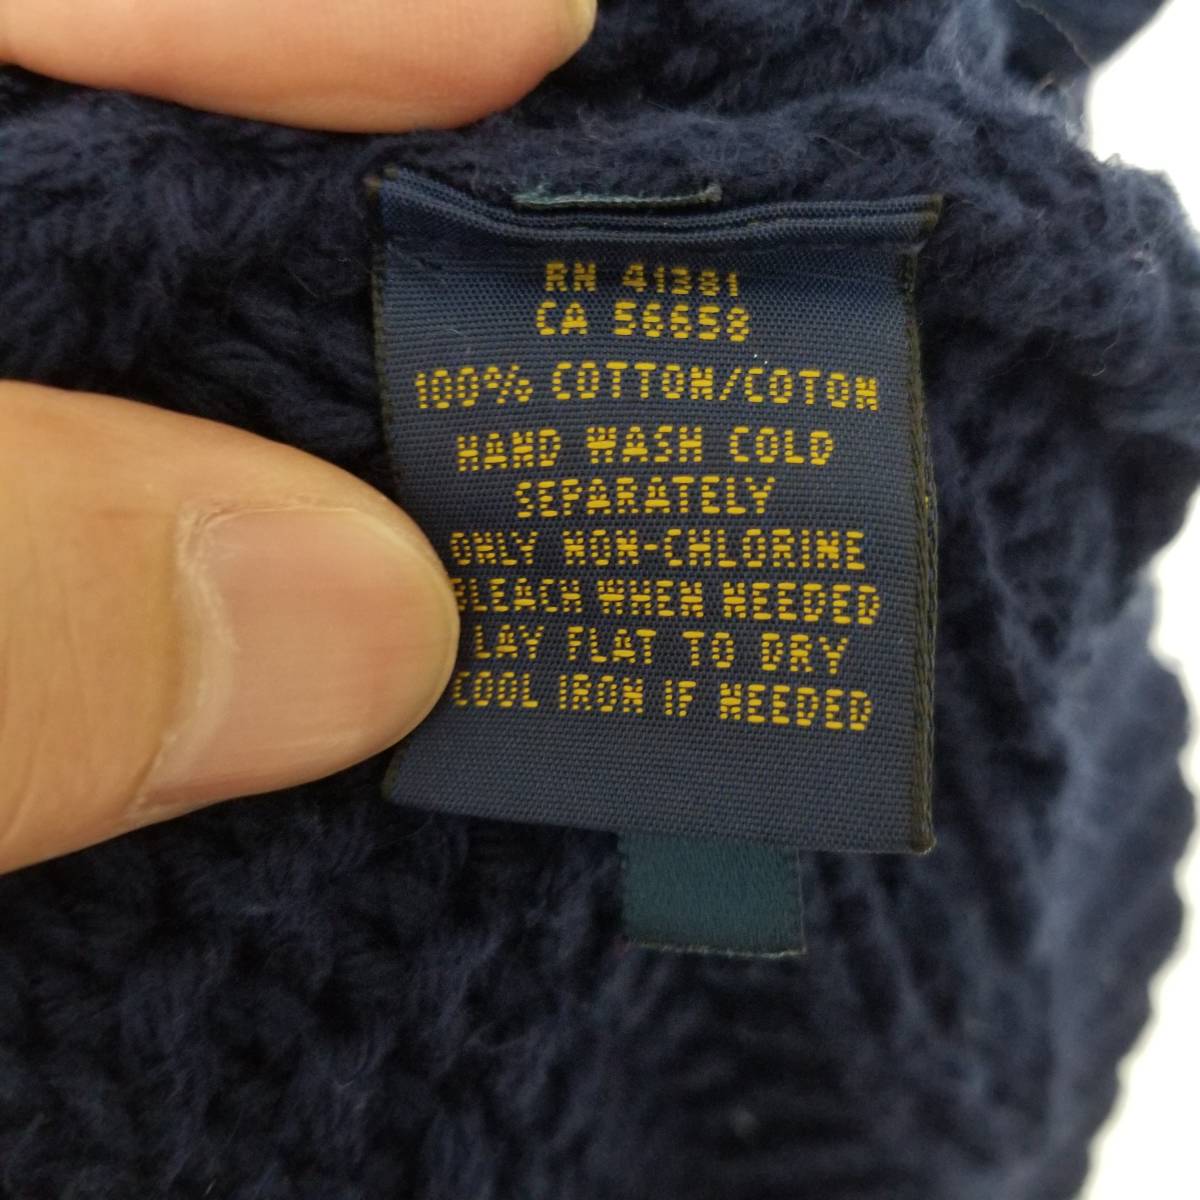 RN 41381
CA 56658
100% COTTON/COTON
HAND WASH COLD
SEPARATELY
ONLY NON-CHLORINE
BLEACH WHEN NEEDED
LAY FLAT TO DRY
COOL IRON IF NEEDED